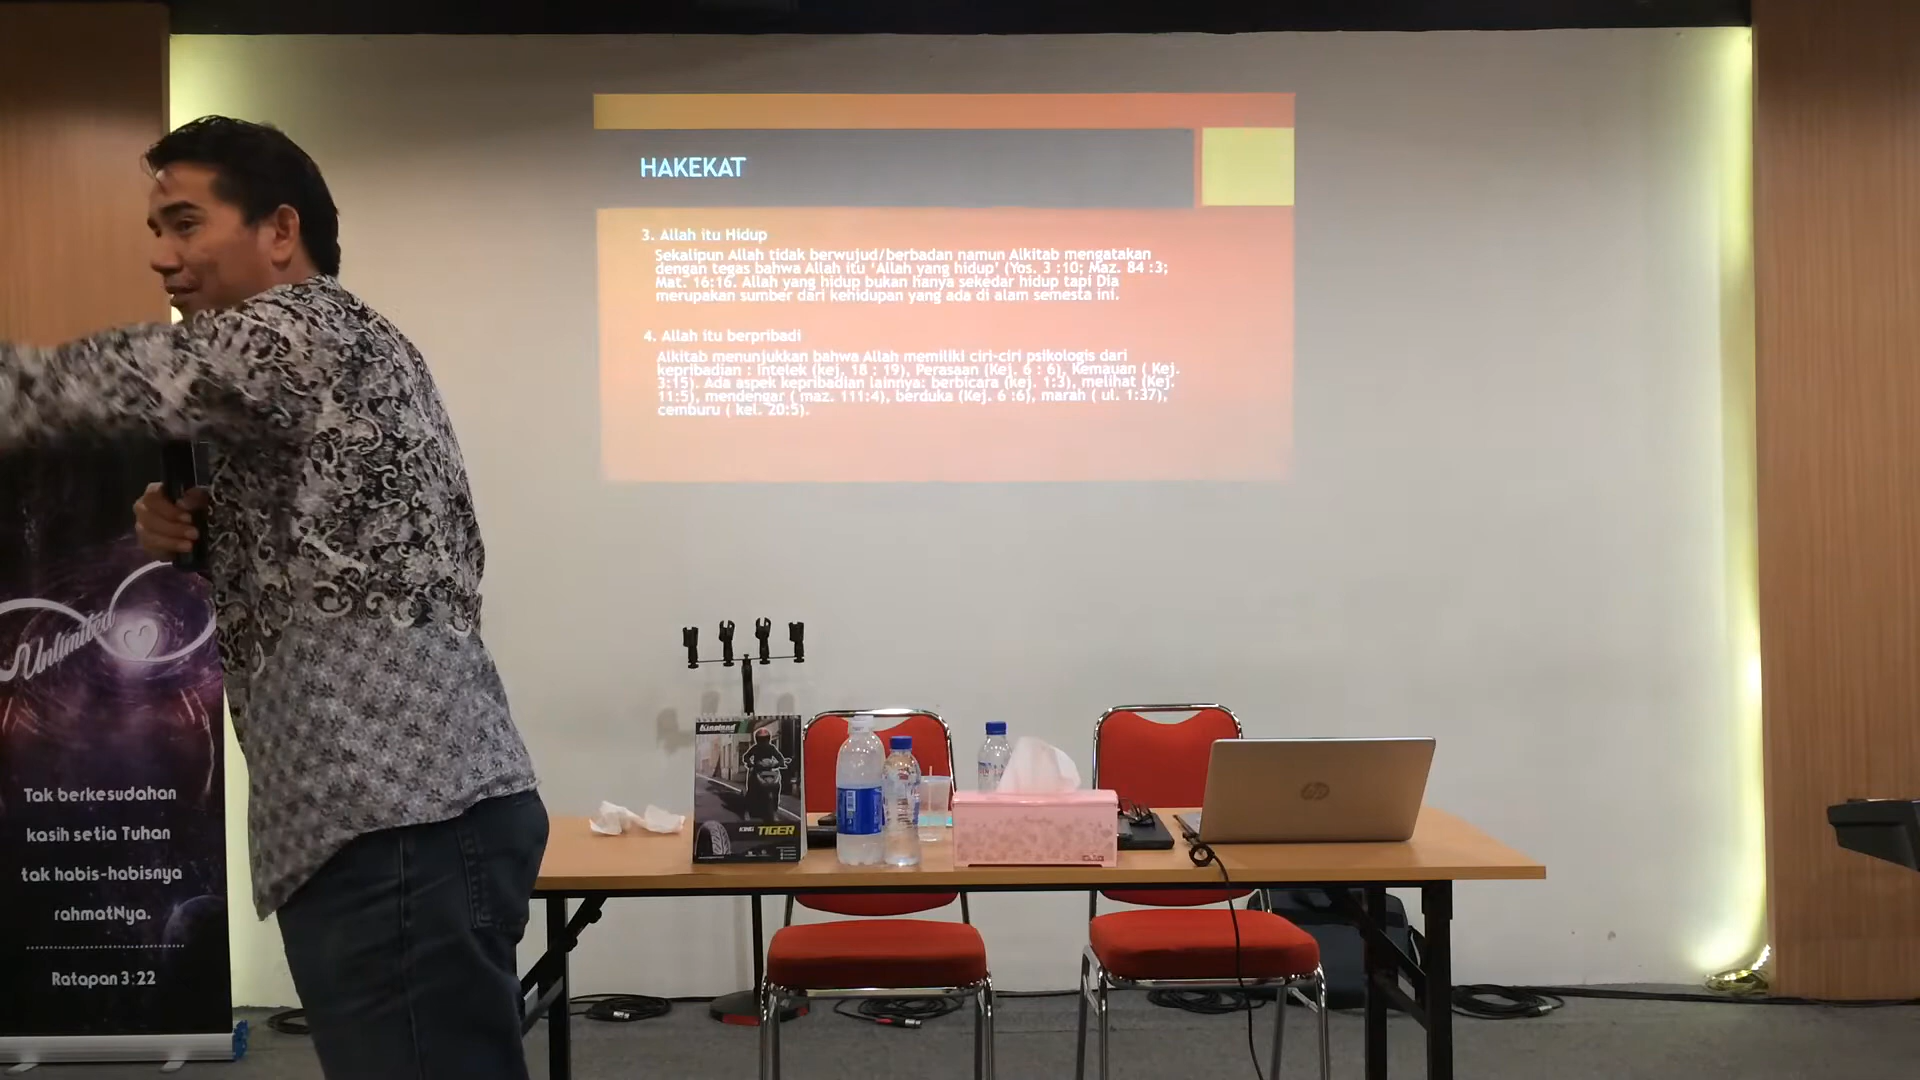 HAKEKAT
3. Allah itu Hidup
Sekalipun Allah tidak berwujud/berbadan namun Alkitab mengatakan
dengan tegas bahwa Allah itu ‘Allah yang hidup’ (Yos. 3 :10; Maz. 84 :3;
Mat. 16:16. Allah yang hidup bukan hanya sekedar hidup tapi Dia
merupakan sumber dari kehidupan yang ada di alam semesta ini.
4. Allah itu berpribadi
Alkitab menunjukkan bahwa Allah memiliki ciri-ciri psikologis dari
kepribadian : Intelek (kej. 18 : 19), Perasaan (Kej. 6 : 6), Kemauan ( Kej.
3:15). Ada aspek kepribadian lainnya: berbicara (kej. 1:3), melihat (Kej.
11:5), mendengar ( maz. 111:4), berduka (Kej. 6 :6), marah ( ul. 1:37),
cemburu ( kel. 20:5).
Unlimited
Tak berkesudahan
kasih setia Tuhan
tak habis-habisnya
rahmatNya.
Ratapan 3:22
KING TIGER
hp